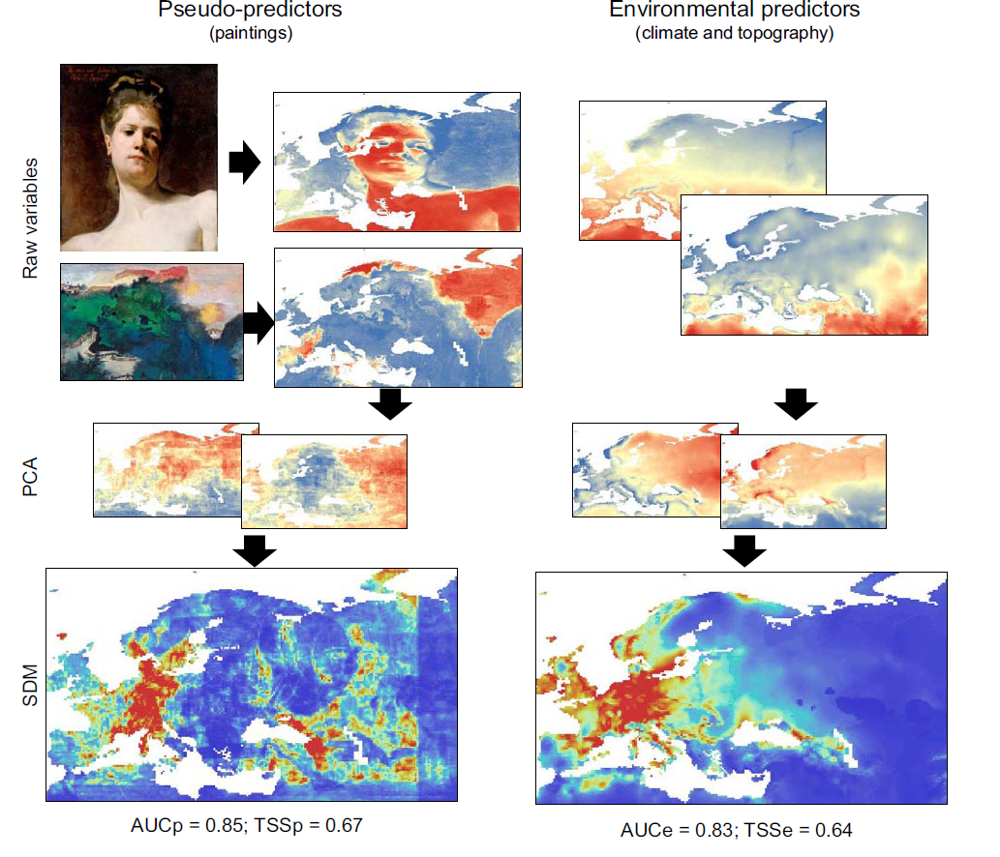 Pseudo-predictors
(paintings)
Environmental predictors
(climate and topography)
Raw variables
PCA
SDM
AUCp = 0.85; TSSp = 0.67
AUCe = 0.83; TSSe = 0.64